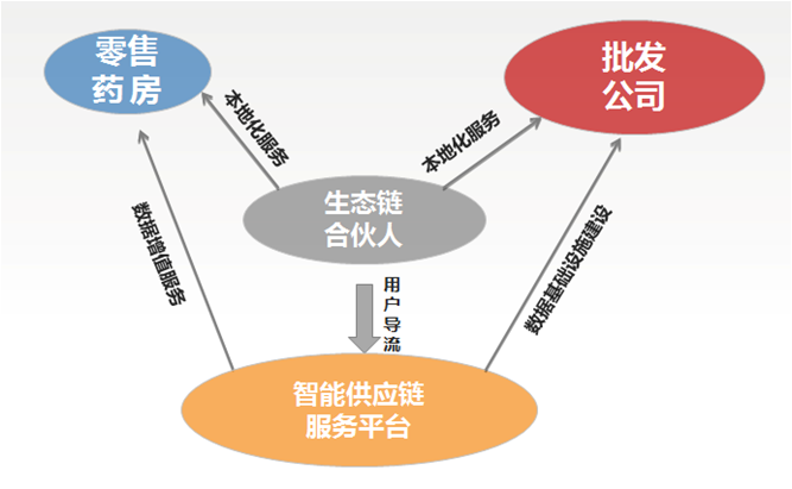 零售
药房
批发
公司
本地化服务
本地化服务
生态链
合伙人
数据增值服务
用
户
导
流
数据基础设施建设
智能供应链
服务平台